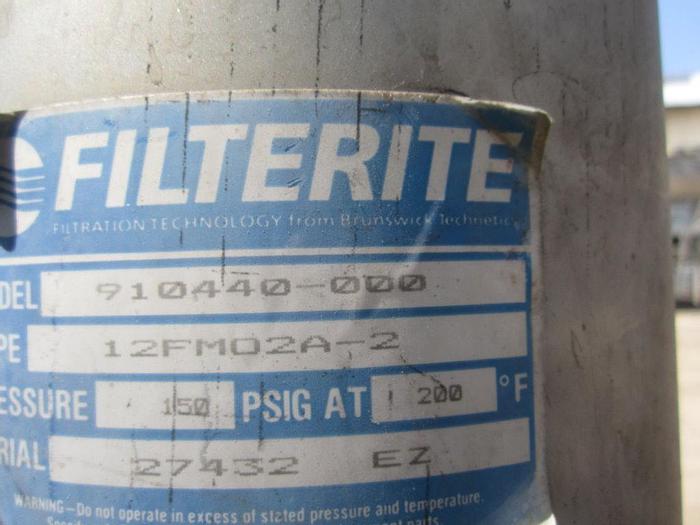 FILTERITE
FILTRATION TECHNOLOGY from Brunswick Technetics
DEL 910440-000
PE 12FM02A-2
ESSURE 150 PSIG AT 200 °F
RIAL 27432 EZ
WARNING-Do not operate in excess of stated pressure and temperature.